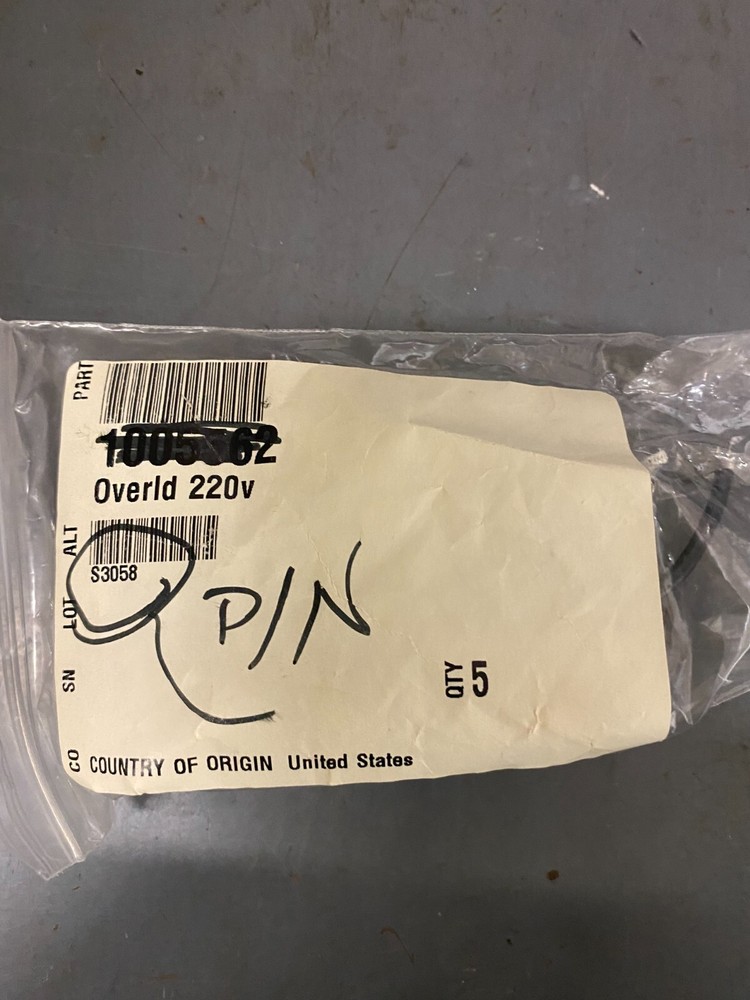 PART
Overld 220v
ALT
S3058
LOT
P/N
SN
QTY 5
CO COUNTRY OF ORIGIN United States